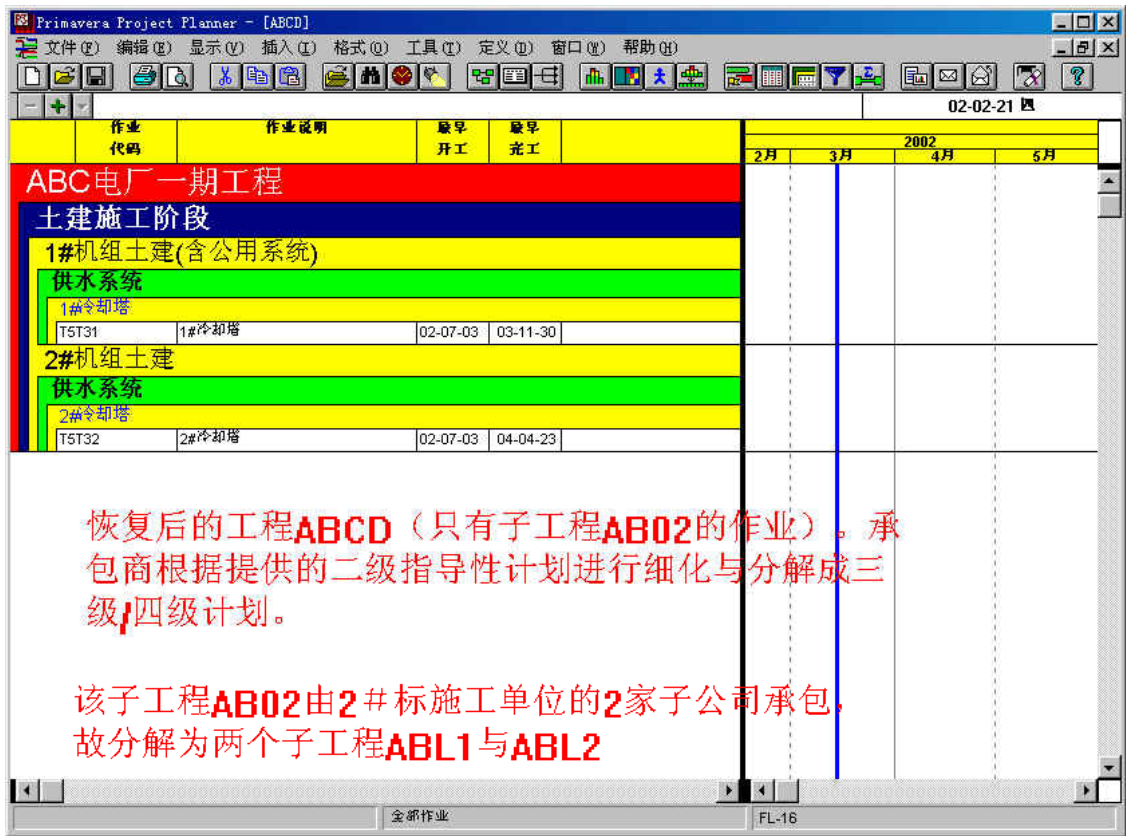 Primavera Project Planner - [ABCD]
文件(F) 编辑(E) 显示(V) 插入(I) 格式(O) 工具(T) 定义(D) 窗口(W) 帮助(H)
02-02-21 四
作业 作业说明 最早 最早
代码 开工 完工
2002
2月 3月 4月 5月
ABC电厂一期工程
土建施工阶段
1#机组土建(含公用系统)
供水系统
1#冷却塔
T5T31 1#冷却塔 02-07-03 03-11-30
2#机组土建
供水系统
2#冷却塔
T5T32 2#冷却塔 02-07-03 04-04-23
恢复后的工程ABCD（只有子工程AB02的作业）。承
包商根据提供的二级指导性计划进行细化与分解成三
级/四级计划。
该子工程AB02由2＃标施工单位的2家子公司承包，
故分解为两个子工程ABL1与ABL2
全部作业 FL-16